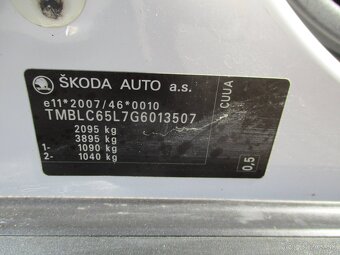 ŠKODA AUTO a.s.
e11*2007/46*0010
TMBLC65L7G6013507
2095 kg
3895 kg
1- 1090 kg
2- 1040 kg
CUUA
0,5